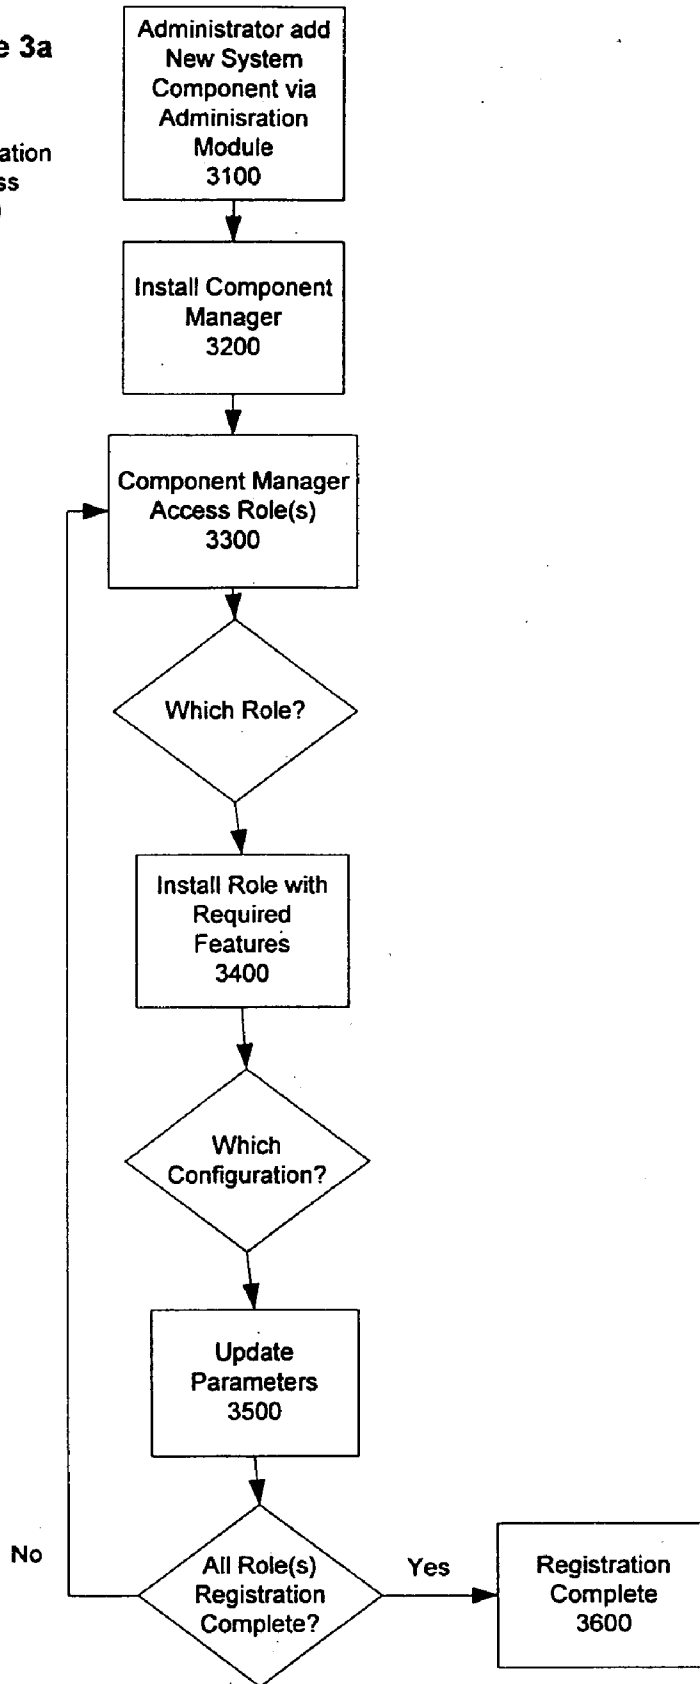 e 3a
ation
ss
Administrator add
New System
Component via
Adminisration
Module
3100
Install Component
Manager
3200
Component Manager
Access Role(s)
3300
Which Role?
Install Role with
Required
Features
3400
Which
Configuration?
Update
Parameters
3500
No
All Role(s)
Registration
Complete?
Yes
Registration
Complete
3600